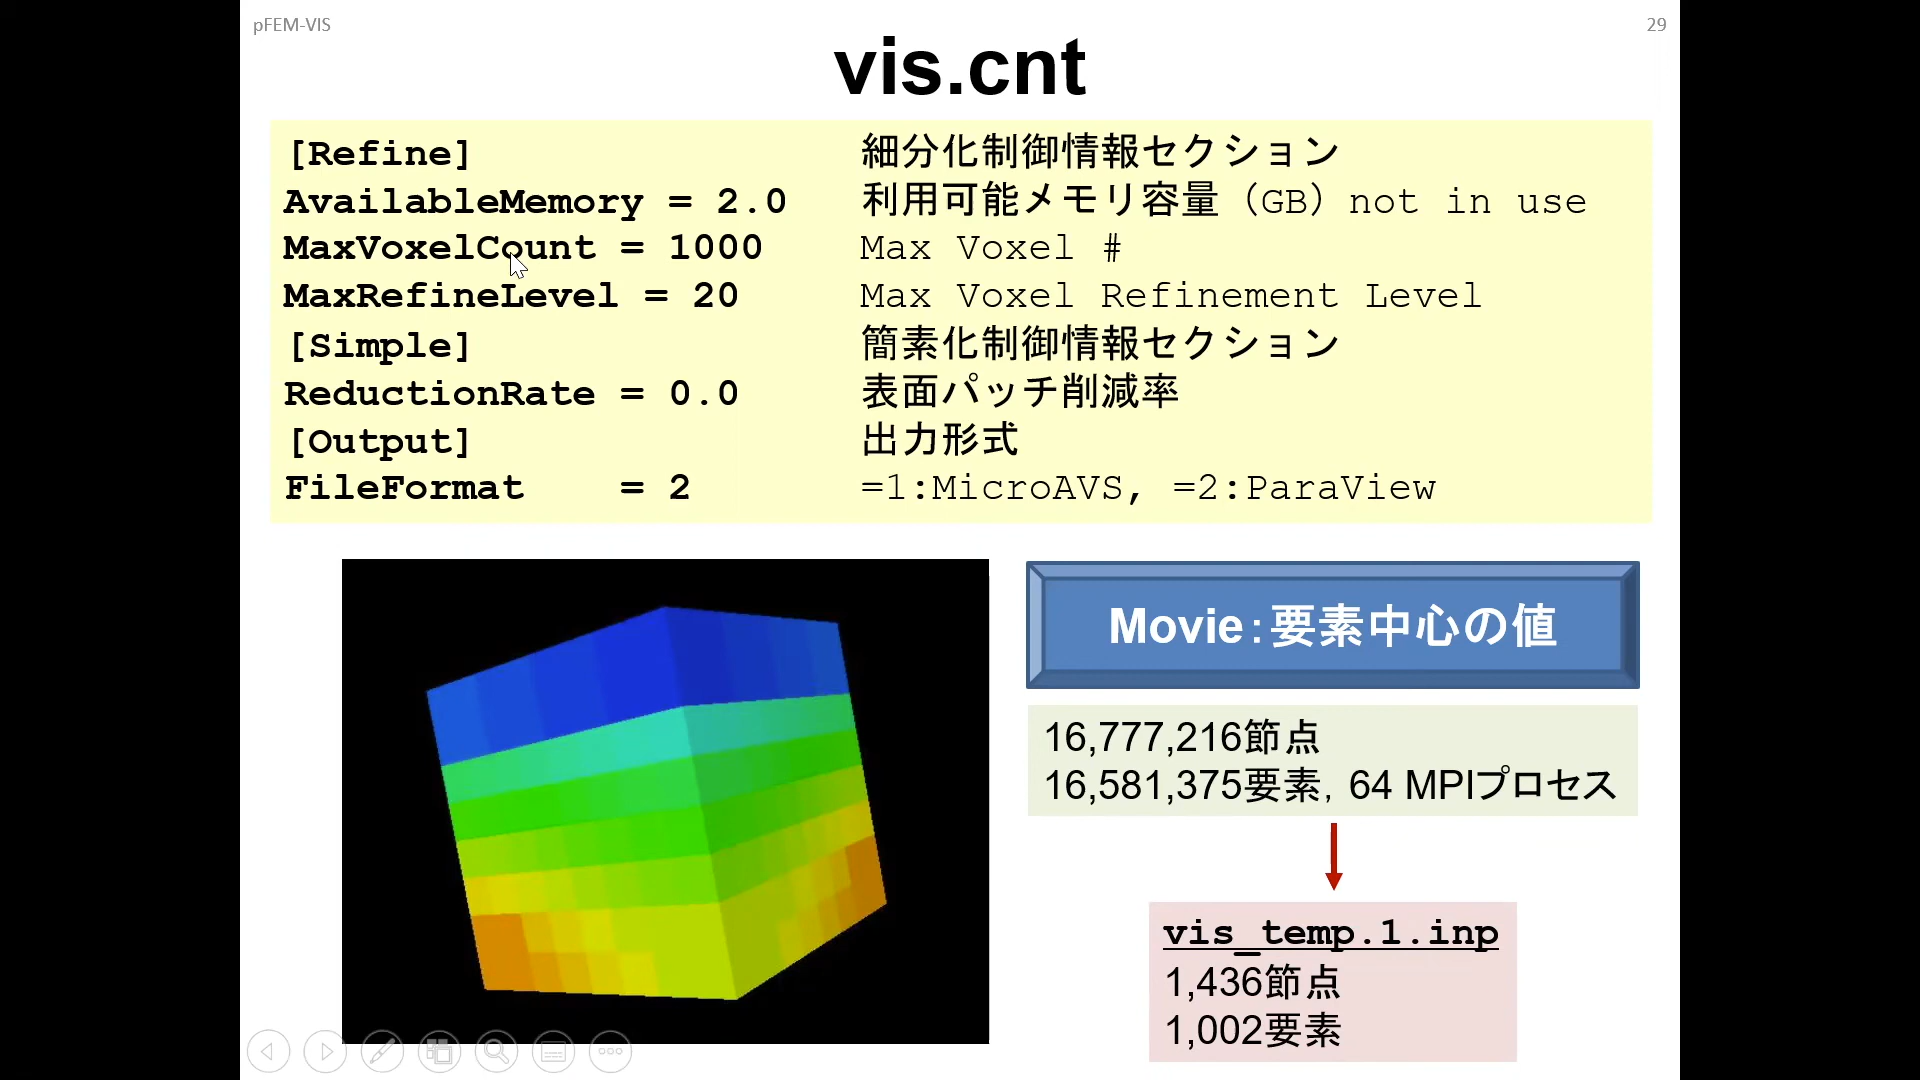 pFEM-VIS
29
vis.cnt
[Refine] 細分化制御情報セクション
AvailableMemory = 2.0 利用可能メモリ容量（GB）not in use
MaxVoxelCount = 1000 Max Voxel #
MaxRefineLevel = 20 Max Voxel Refinement Level
[Simple] 簡素化制御情報セクション
ReductionRate = 0.0 表面パッチ削減率
[Output] 出力形式
FileFormat = 2 =1:MicroAVS, =2:ParaView
Movie：要素中心の値
16,777,216節点
16,581,375要素，64 MPIプロセス
vis_temp.1.inp
1,436節点
1,002要素